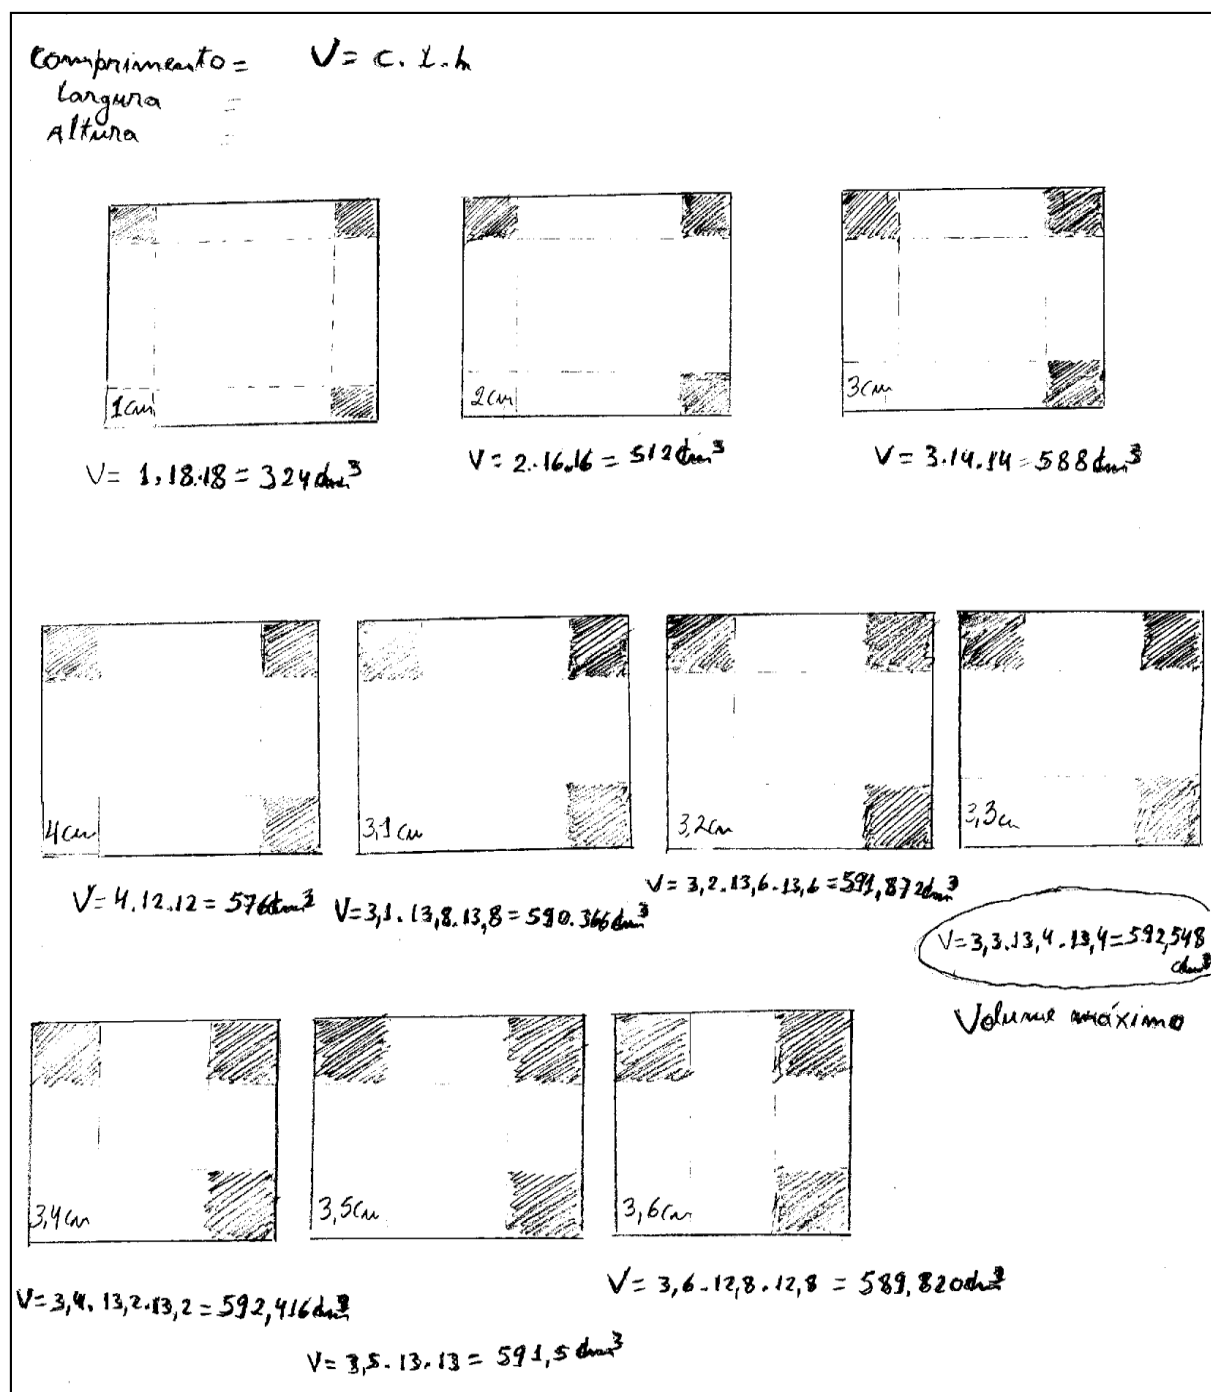 Comprimento = V = c. l. h
largura =
Altura =
1cm
2cm
3cm
V = 1.18.18 = 324 dm³
V = 2.16.16 = 512 dm³
V = 3.14.14 = 588 dm³
4cm
3,1cm
3,2cm
3,3cm
V = 4.12.12 = 576 dm³
V = 3,1.13,8.13,8 = 590.366 dm³
V = 3,2.13,6.13,6 = 591,872 dm³
V = 3,3.13,4.13,4 = 592,548
dm³
Volume máximo
3,4cm
3,5cm
3,6cm
V = 3,4.13,2.13,2 = 592,416 dm³
V = 3,5.13.13 = 591,5 dm³
V = 3,6.12,8.12,8 = 589,820 dm³